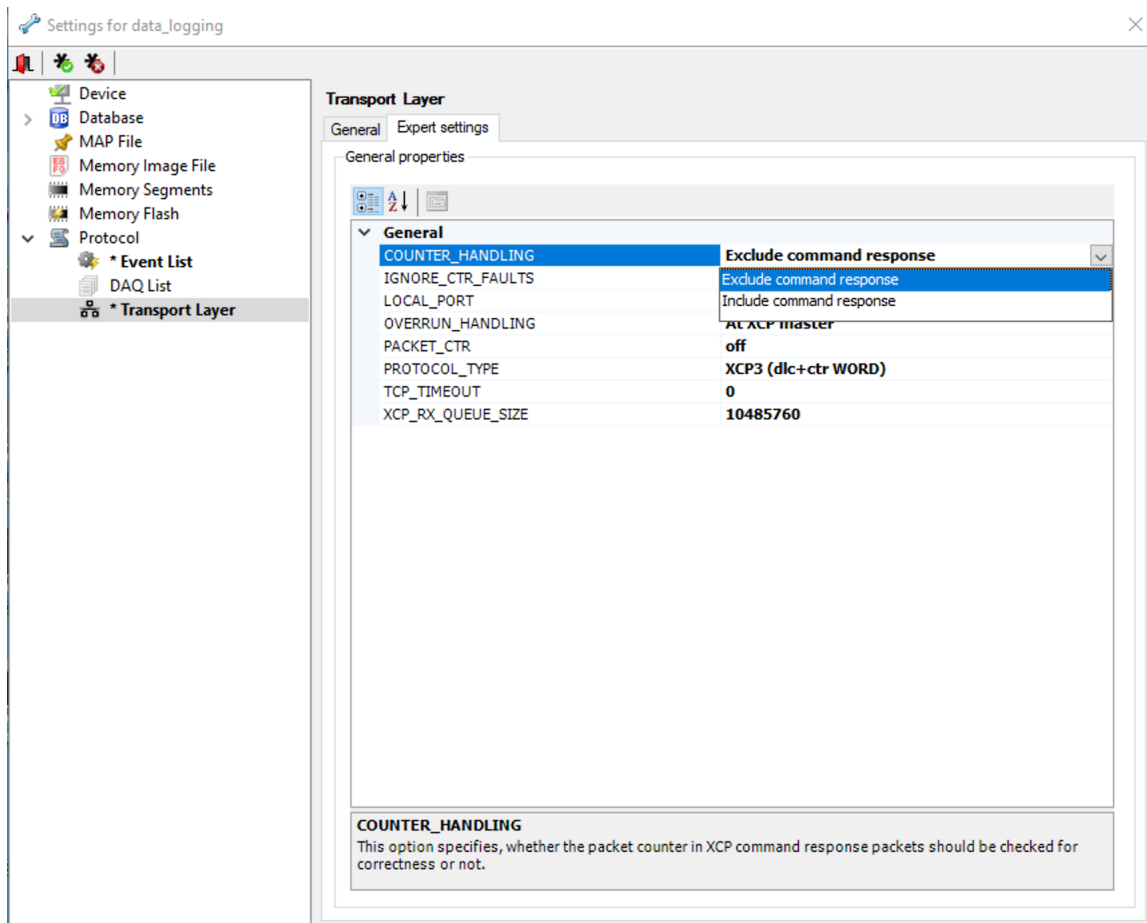 Settings for data_logging
Device
Database
MAP File
Memory Image File
Memory Segments
Memory Flash
Protocol
* Event List
DAQ List
* Transport Layer
Transport Layer
General Expert settings
General properties
General
COUNTER_HANDLING Exclude command response
IGNORE_CTR_FAULTS Exclude command response
LOCAL_PORT Include command response
OVERRUN_HANDLING At XCP master
PACKET_CTR off
PROTOCOL_TYPE XCP3 (dlc+ctr WORD)
TCP_TIMEOUT 0
XCP_RX_QUEUE_SIZE 10485760
COUNTER_HANDLING
This option specifies, whether the packet counter in XCP command response packets should be checked for
correctness or not.